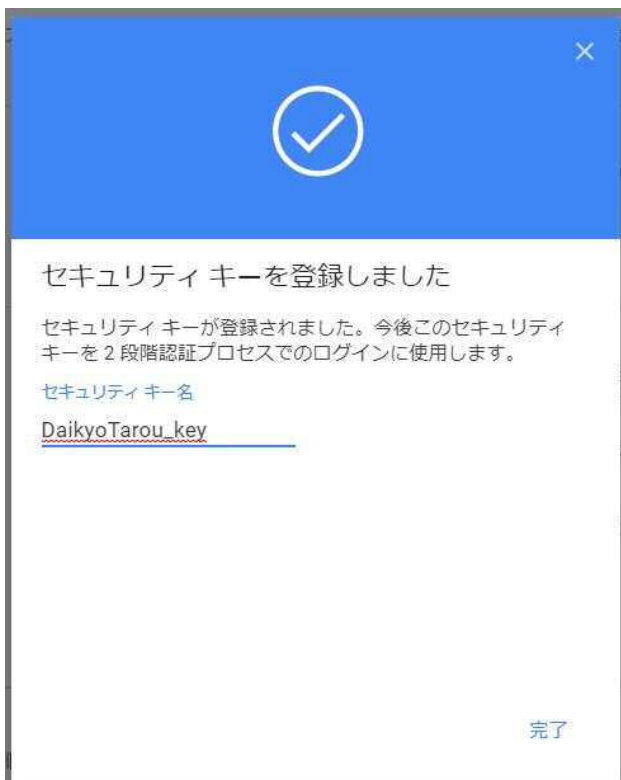 セキュリティ キーを登録しました
セキュリティ キーが登録されました。今後このセキュリティ
キーを 2 段階認証プロセスでのログインに使用します。
セキュリティ キー名
DaikyoTarou_key
完了